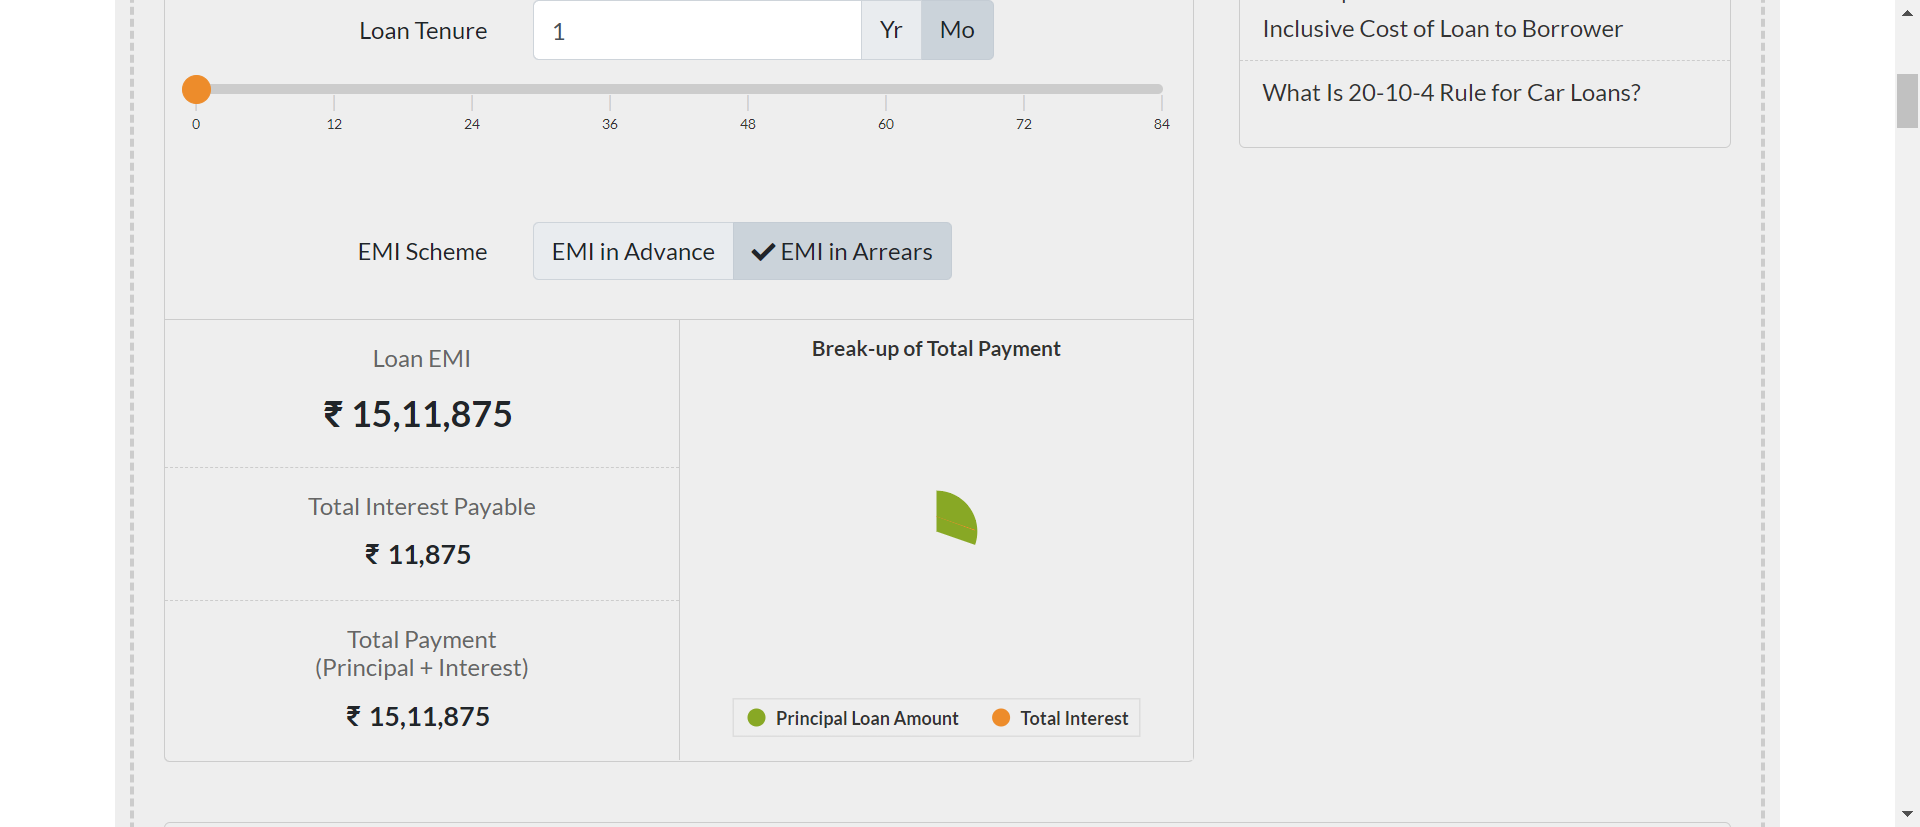 Loan Tenure
1
Yr
Mo
0 12 24 36 48 60 72 84
EMI Scheme
EMI in Advance
EMI in Arrears
Loan EMI
₹ 15,11,875
Total Interest Payable
₹ 11,875
Total Payment
(Principal + Interest)
₹ 15,11,875
Break-up of Total Payment
Principal Loan Amount
Total Interest
Inclusive Cost of Loan to Borrower
What Is 20-10-4 Rule for Car Loans?